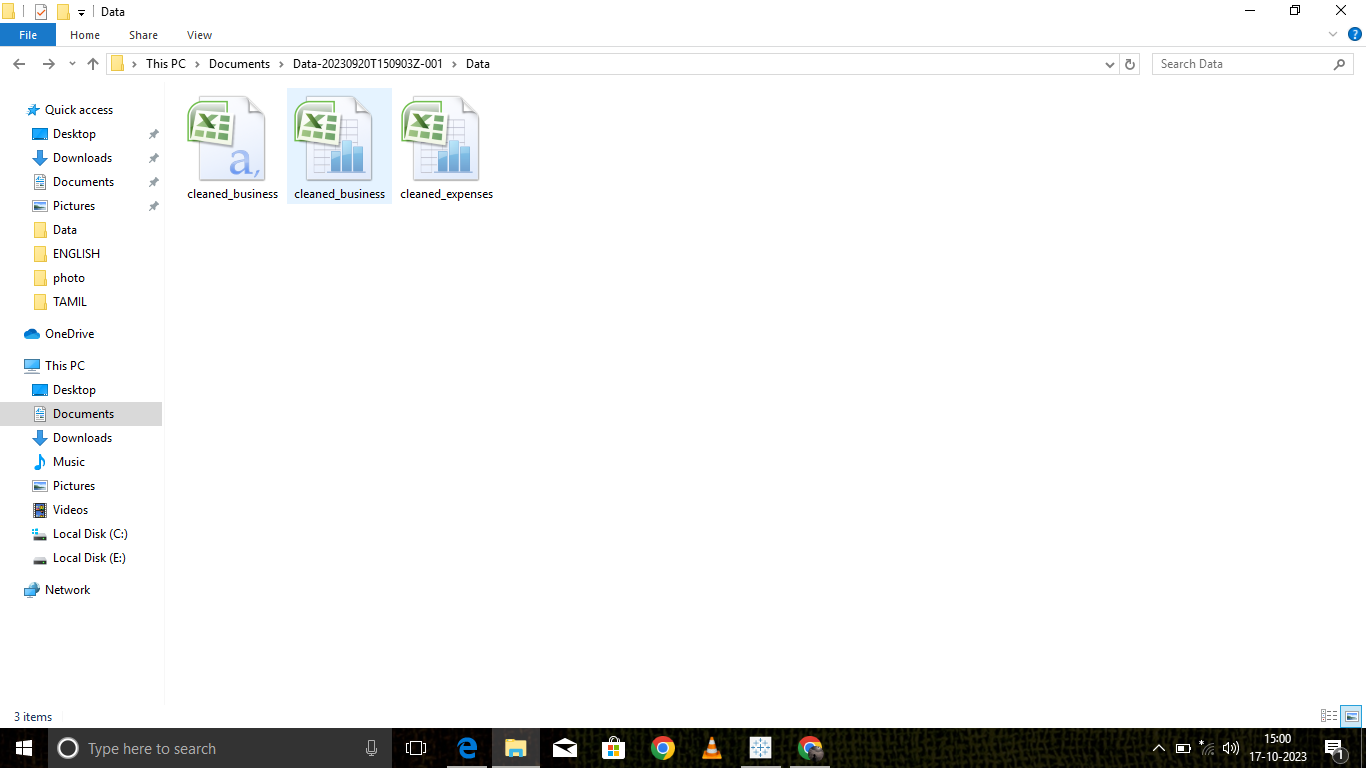 Data
File Home Share View
This PC Documents Data-20230920T150903Z-001 Data
Search Data
Quick access
Desktop
Downloads
Documents
Pictures
Data
ENGLISH
photo
TAMIL
OneDrive
This PC
Desktop
Documents
Downloads
Music
Pictures
Videos
Local Disk (C:)
Local Disk (E:)
Network
cleaned_business cleaned_business cleaned_expenses
3 items
Type here to search
15:00
17-10-2023
1